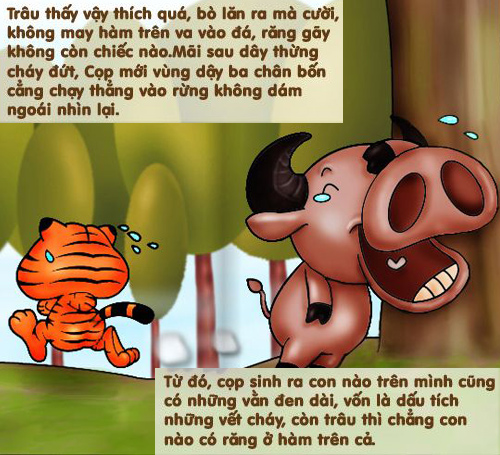 Trâu thấy vậy thích quá, bò lăn ra mà cười,
không may hàm trên va vào đá, răng gãy
không còn chiếc nào.Mãi sau dây thừng
cháy đứt, Cọp mới vùng dậy ba chân bốn
cẳng chạy thẳng vào rừng không dám
ngoái nhìn lại.
Từ đó, cọp sinh ra con nào trên mình cũng
có những vằn đen dài, vốn là dấu tích
những vết cháy, còn trâu thì chẳng con
nào có răng ở hàm trên cả.